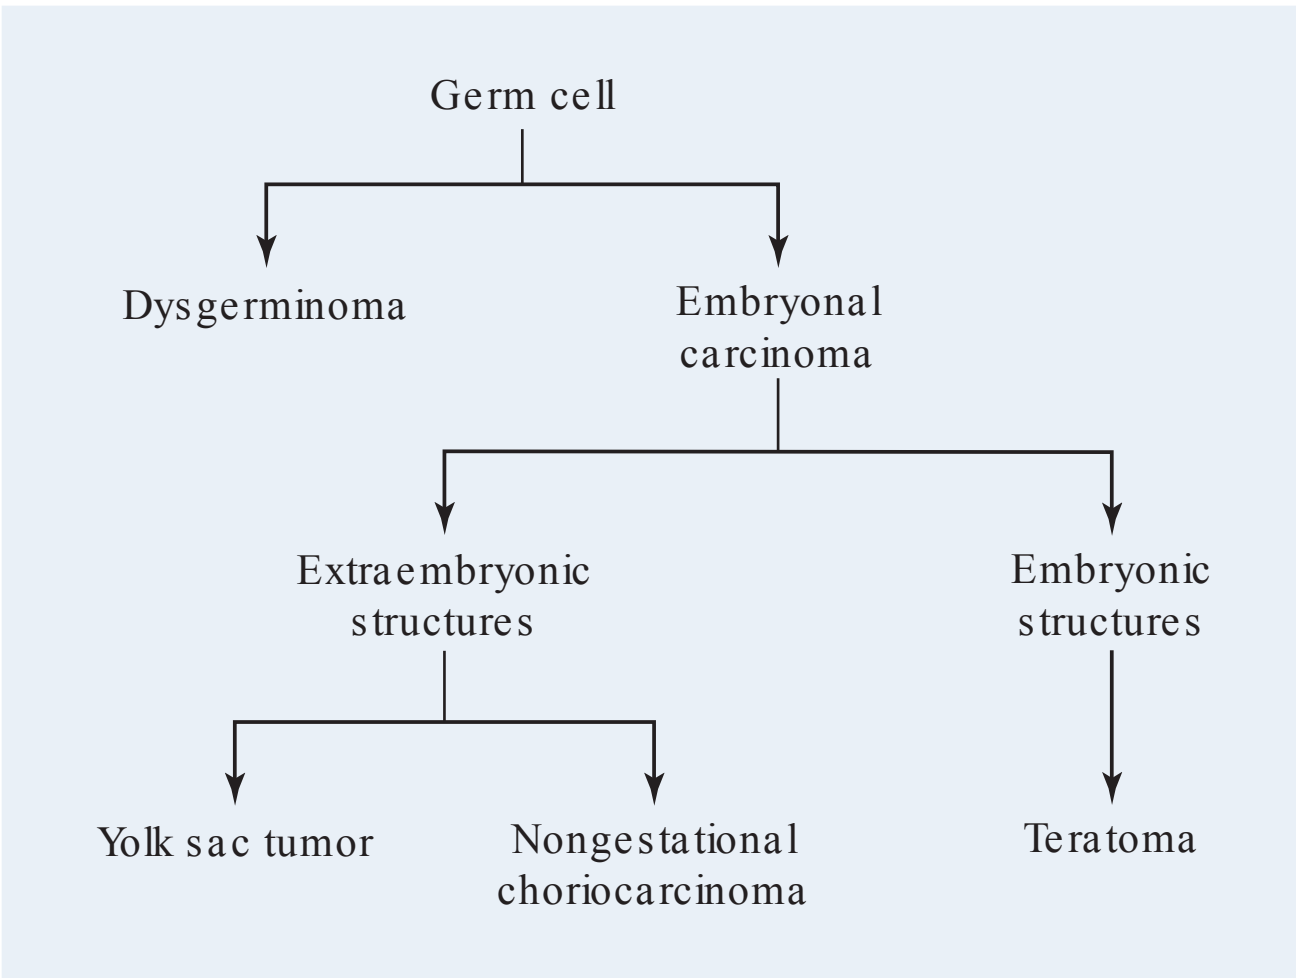 Germ cell
Dysgerminoma
Embryonal
carcinoma
Extraembryonic
structures
Embryonic
structures
Yolk sac tumor
Nongestational
choriocarcinoma
Teratoma